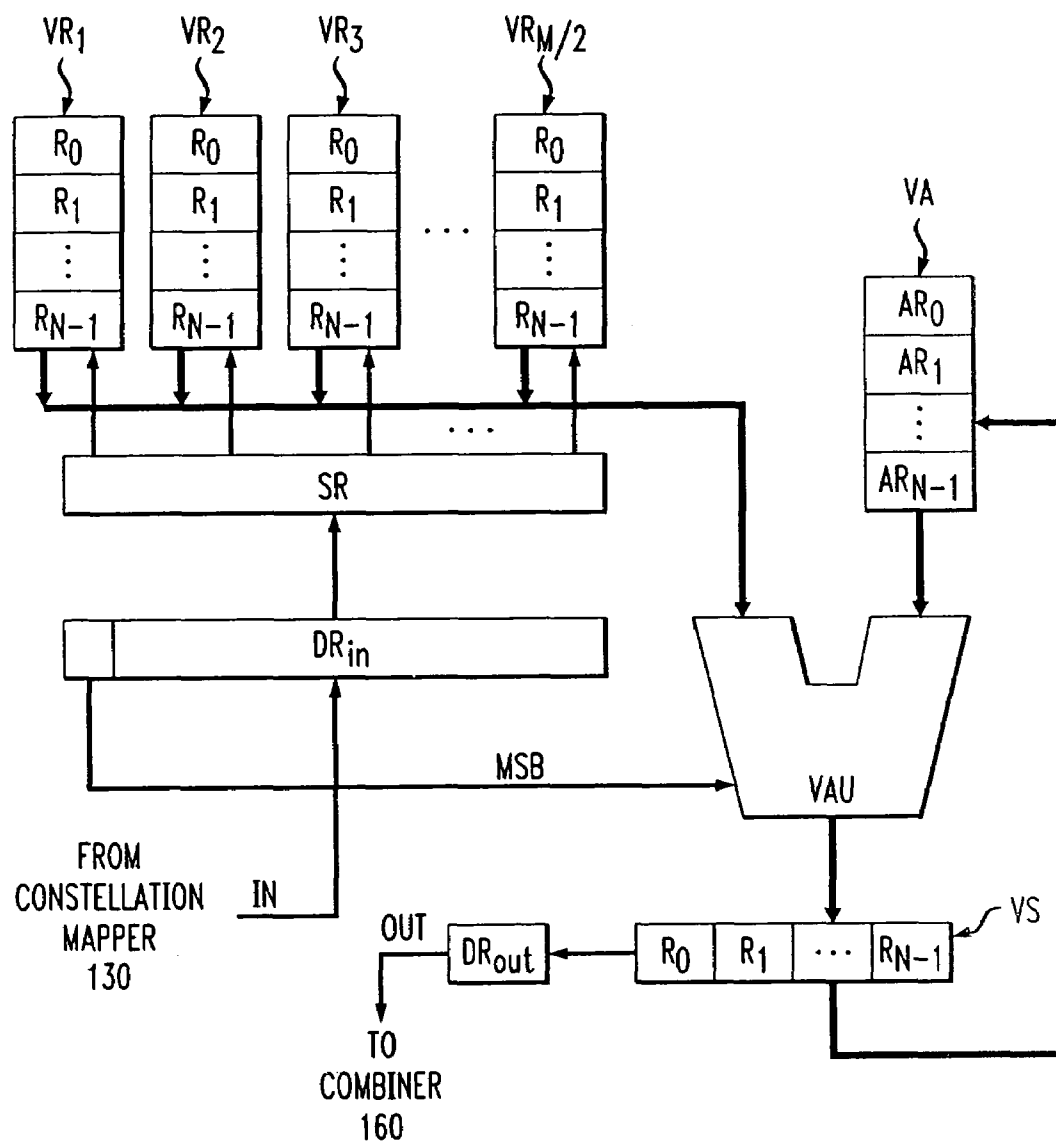 VR1 VR2 VR3 VRM/2
R0 R0 R0 R0
R1 R1 R1 ... R1
⋮ ⋮ ⋮ ⋮
RN-1 RN-1 RN-1 RN-1
VA
AR0
AR1
⋮
ARN-1
...
SR
DRin
MSB
VAU
FROM
CONSTELLATION
MAPPER
130
IN
OUT
DRout
R0 R1 ... RN-1
VS
TO
COMBINER
160